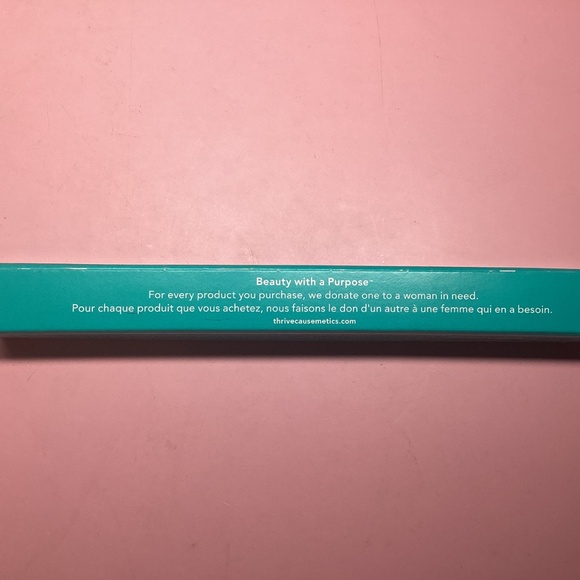 Beauty with a Purpose™
For every product you purchase, we donate one to a woman in need.
Pour chaque produit que vous achetez, nous faisons le don d'un autre à une femme qui en a besoin.
thrivecausemetics.com